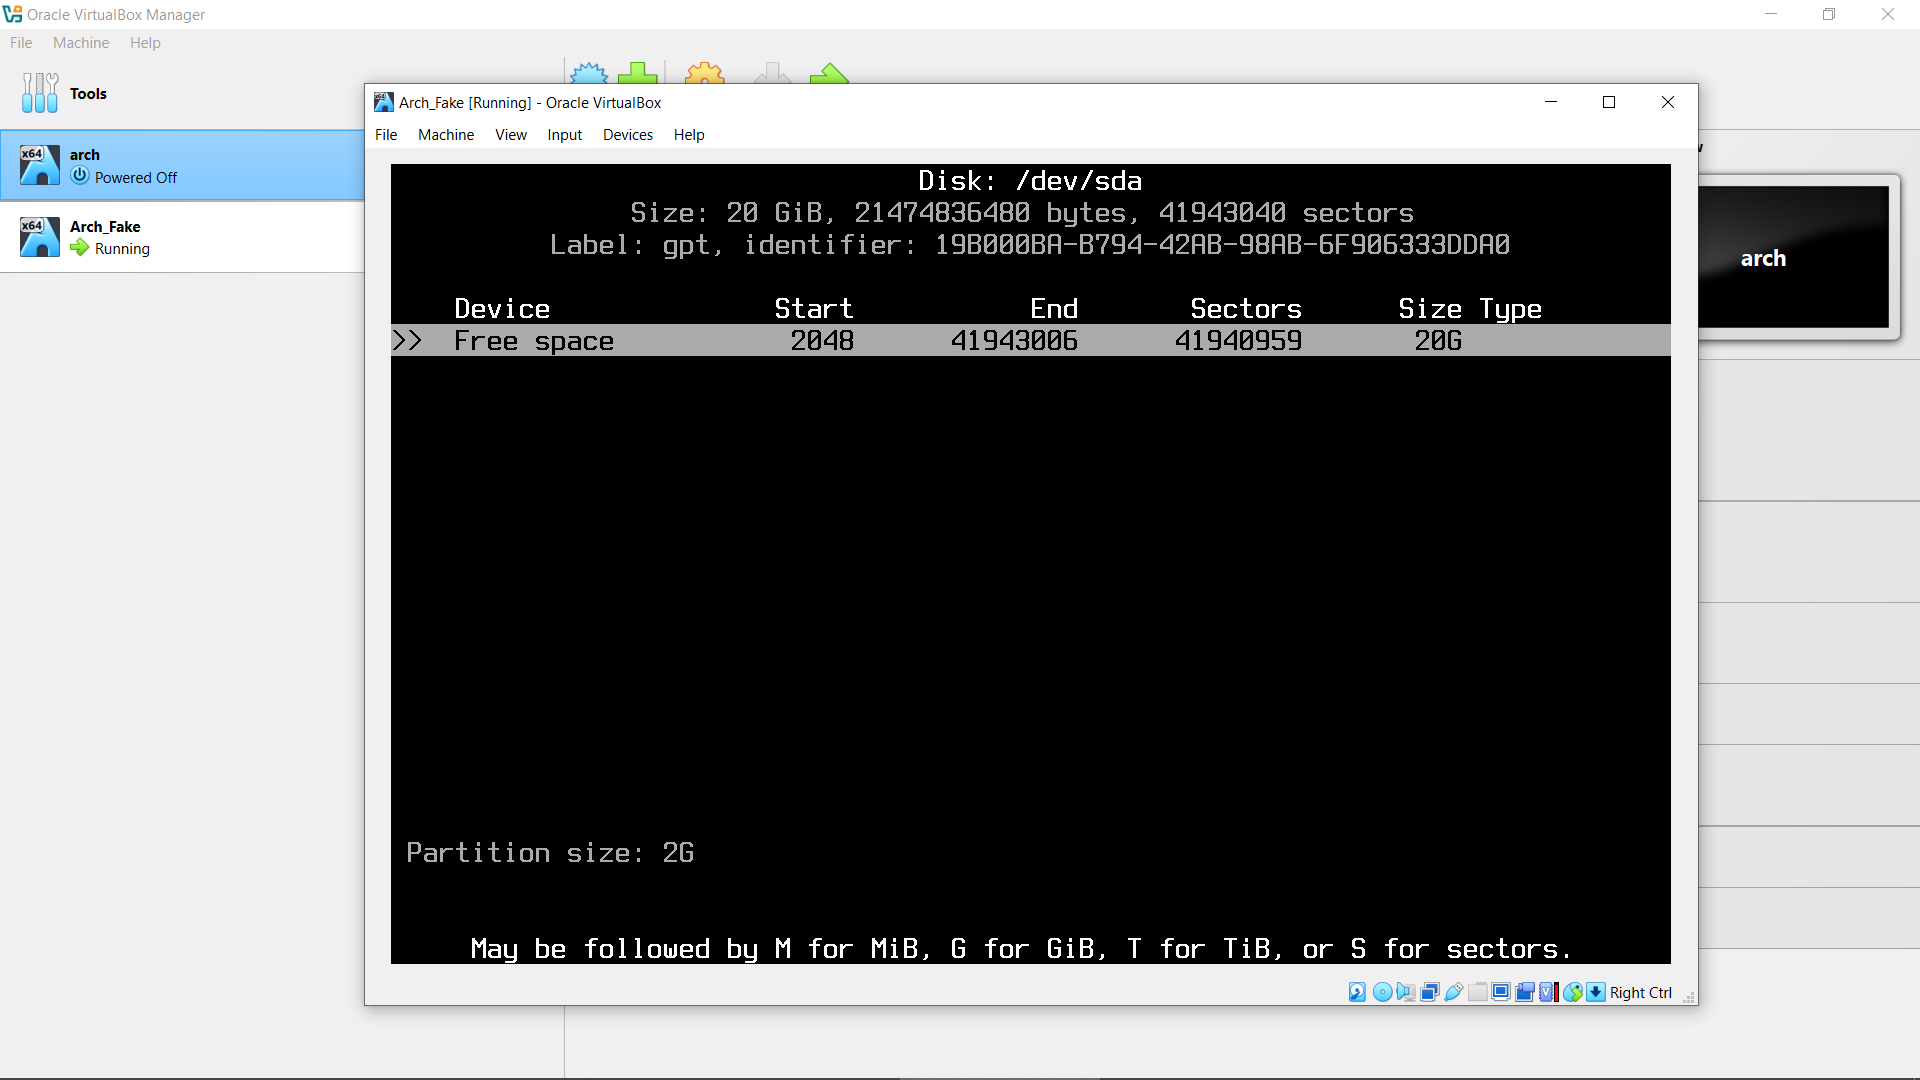 Oracle VirtualBox Manager
File Machine Help
Tools
x64 arch
Powered Off
x64 Arch_Fake
Running
Arch_Fake [Running] - Oracle VirtualBox
File Machine View Input Devices Help
Disk: /dev/sda
Size: 20 GiB, 21474836480 bytes, 41943040 sectors
Label: gpt, identifier: 19B000BA-B794-42AB-98AB-6F906333DDA0
Device Start End Sectors Size Type
>> Free space 2048 41943006 41940959 20G
Partition size: 2G
May be followed by M for MiB, G for GiB, T for TiB, or S for sectors.
Right Ctrl
arch